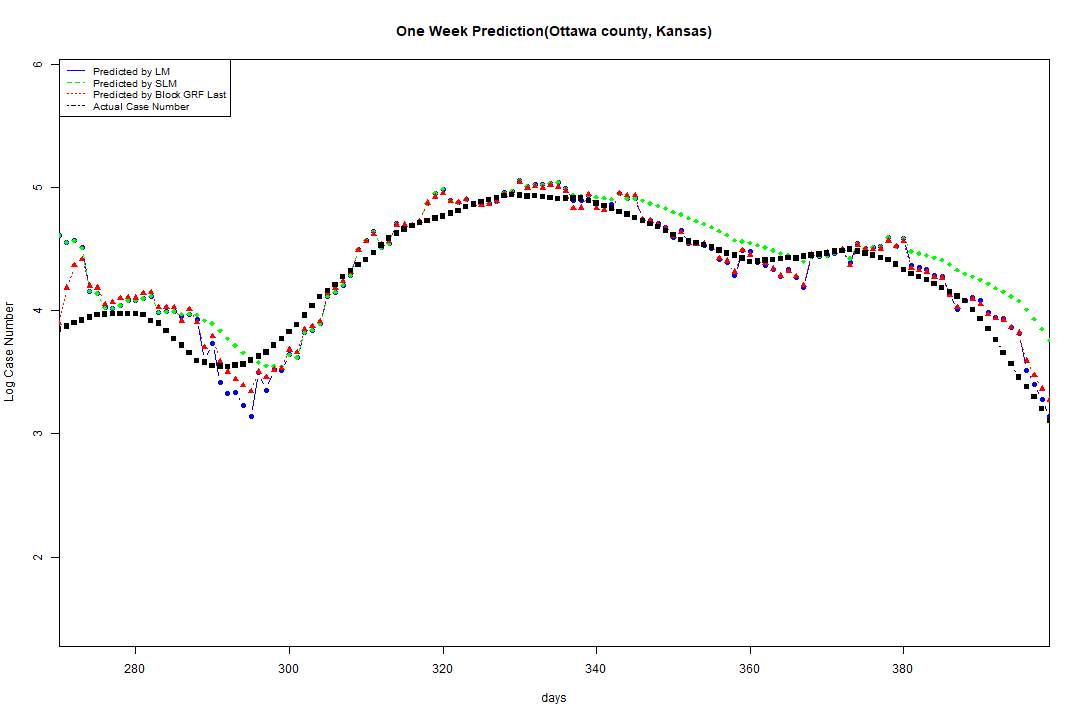 One Week Prediction(Ottawa county, Kansas)
Predicted by LM
Predicted by SLM
Predicted by Block GRF Last
Actual Case Number
6
5
4
3
2
Log Case Number
280 300 320 340 360 380
days